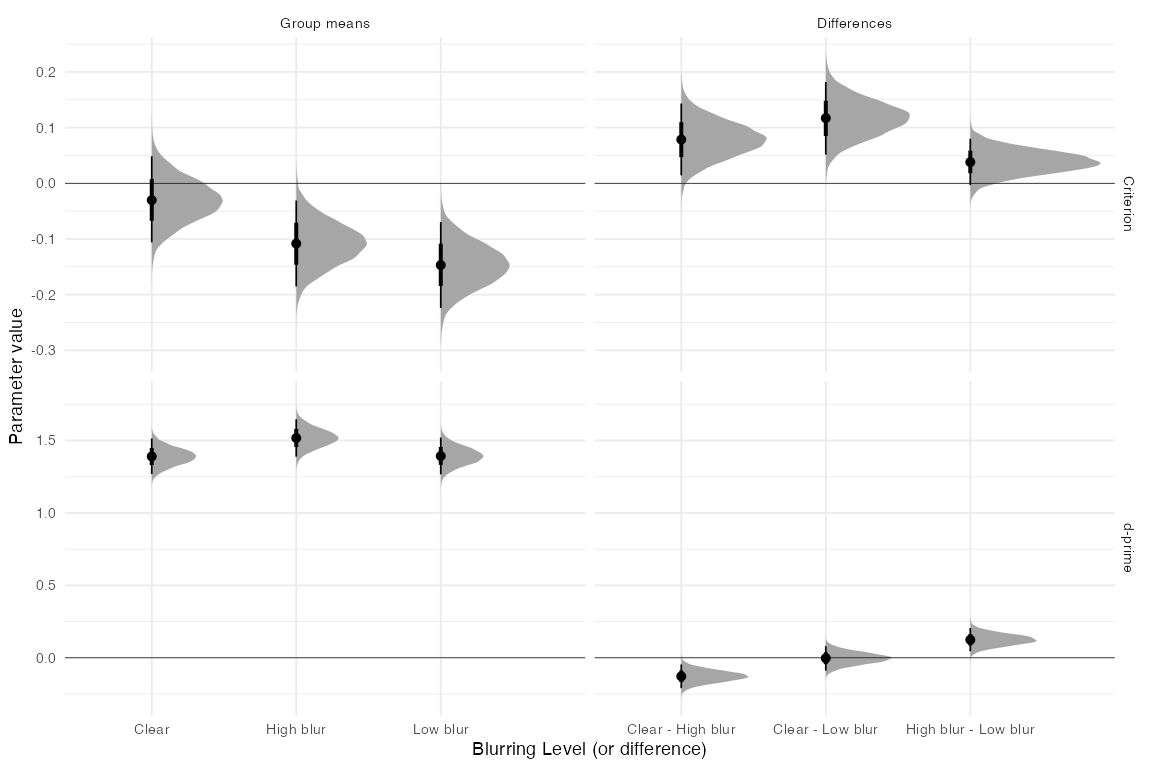 Group means
Differences
0.2
0.1
0.0
-0.1
-0.2
-0.3
Criterion
Parameter value
1.5
1.0
0.5
0.0
d-prime
Clear
High blur
Low blur
Clear - High blur
Clear - Low blur
High blur - Low blur
Blurring Level (or difference)